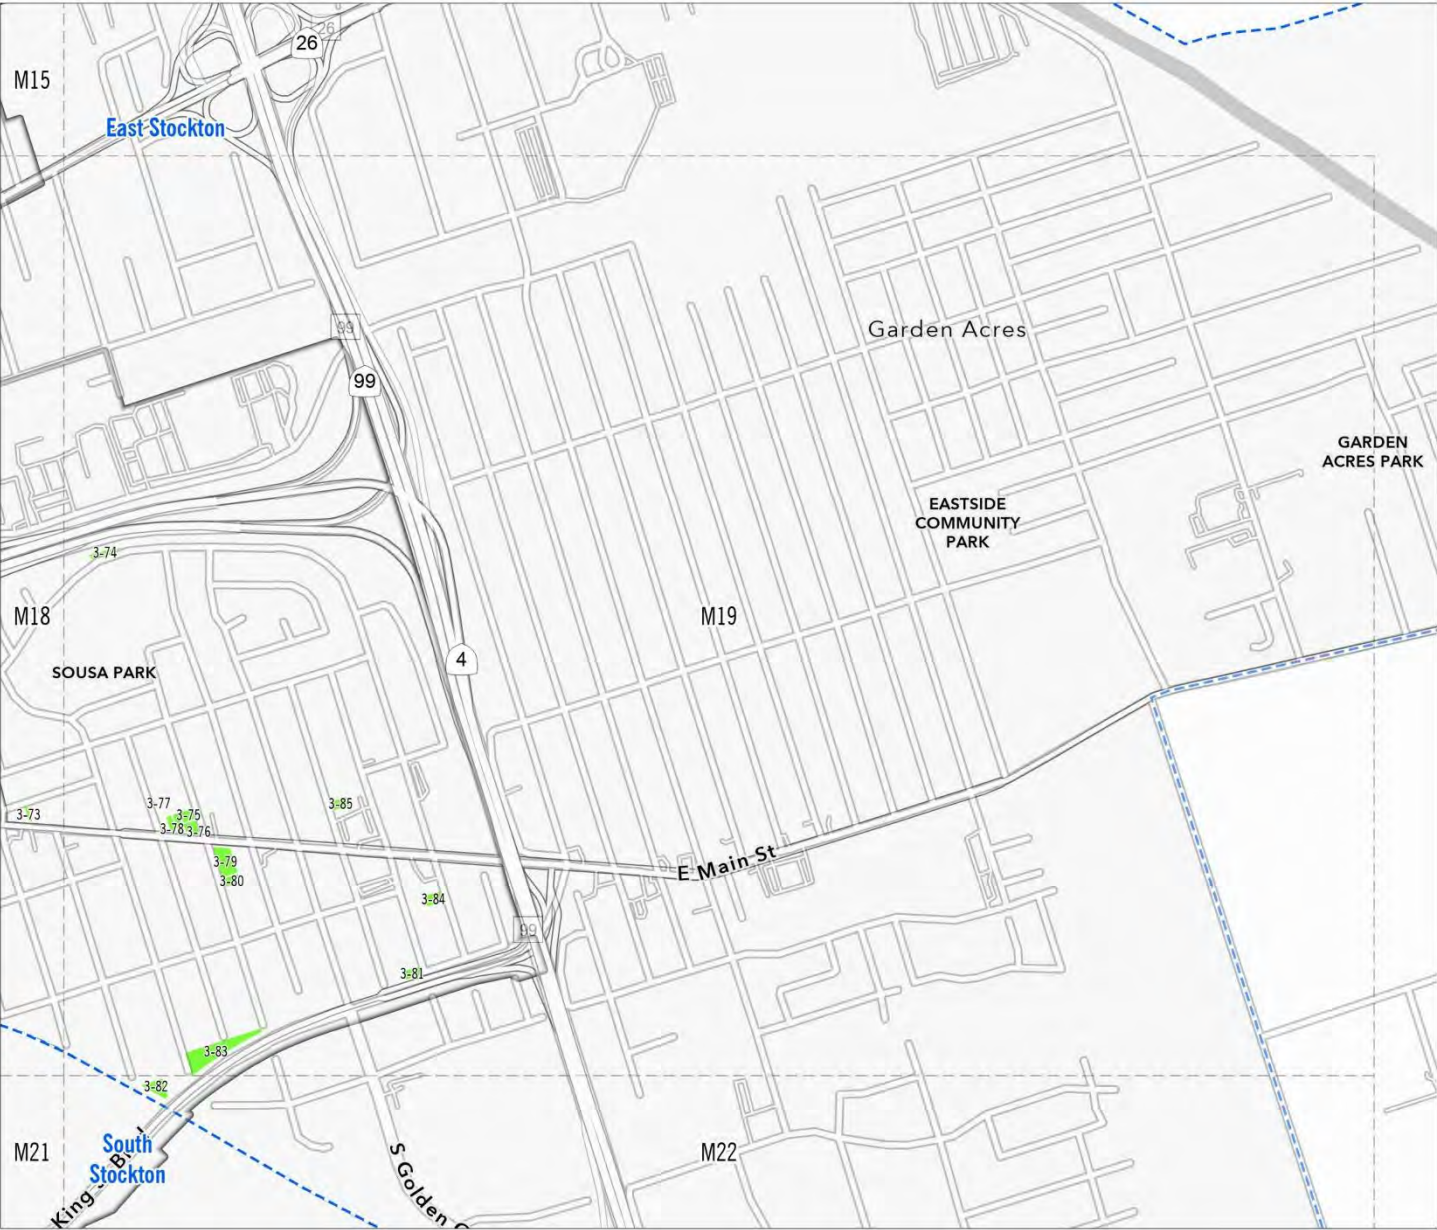 26
26
M15
East Stockton
99
99
Garden Acres
GARDEN
ACRES PARK
EASTSIDE
COMMUNITY
PARK
3-74
M18
M19
4
SOUSA PARK
3-77
3-85
3-73
3-75
3-78
3-76
3-79
3-80
E Main St
3-84
99
3-81
3-83
3-82
South
Stockton
M21
M22
King
S Golden